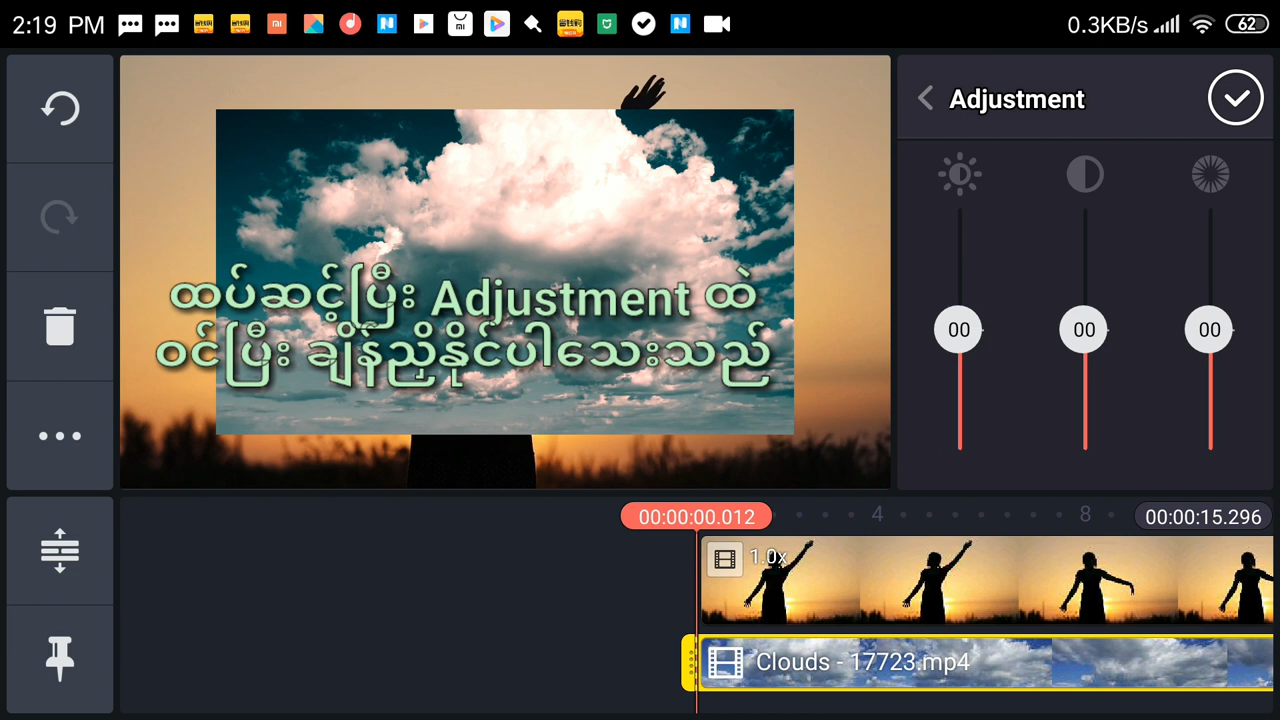 2:19 PM
0.3KB/s
62
Adjustment
ထပ်ဆင့်ပြီး Adjustment ထဲ
ဝင်ပြီး ချိန်ညှိနိုင်ပါသေးသည်
00 00 00
00:00:00.012 4 8 00:00:15.296
1.0x
Clouds - 17723.mp4